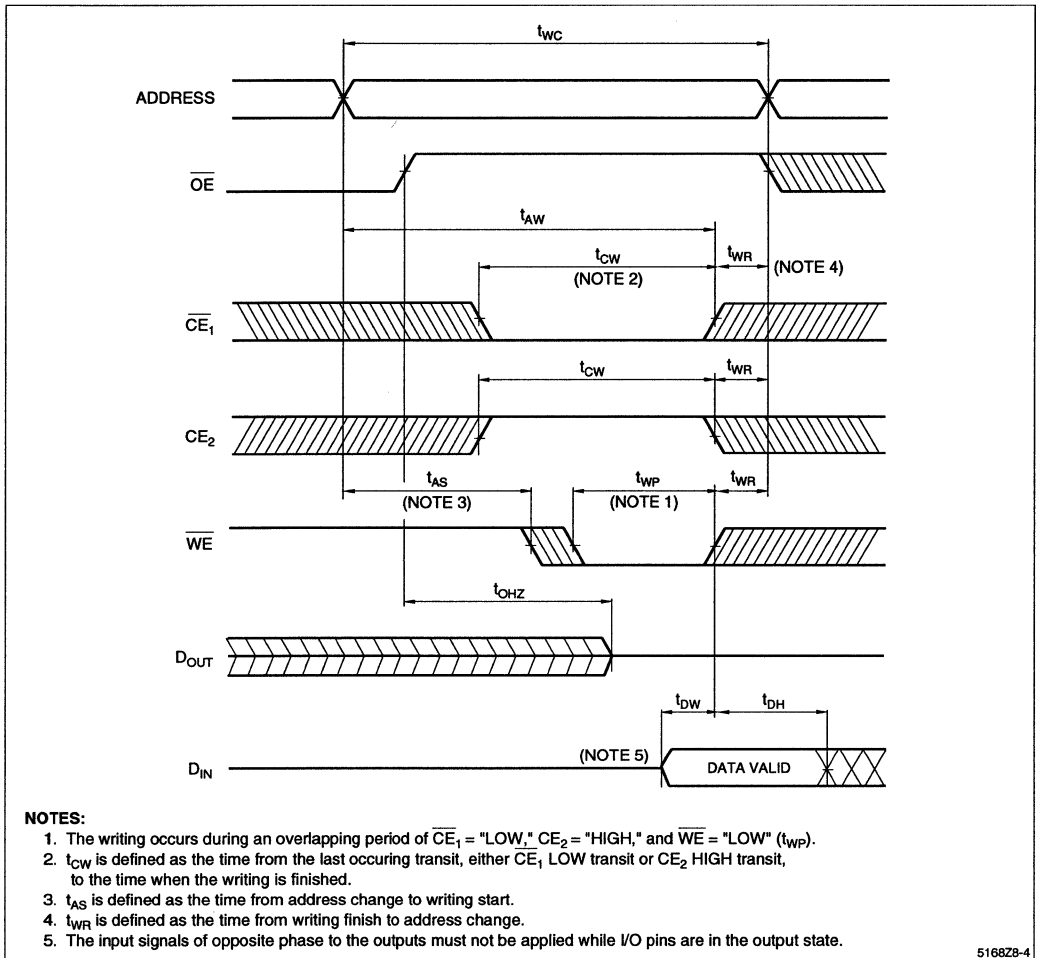 tWC
ADDRESS
OE
tAW
tCW
tWR
(NOTE 2)
(NOTE 4)
CE1
tCW
tWR
CE2
tAS
tWP
tWR
(NOTE 3)
(NOTE 1)
WE
tOHZ
DOUT
tDW
tDH
(NOTE 5)
DATA VALID
DIN
NOTES:
1. The writing occurs during an overlapping period of CE1 = "LOW," CE2 = "HIGH," and WE = "LOW" (tWP).
2. tCW is defined as the time from the last occuring transit, either CE1 LOW transit or CE2 HIGH transit,
to the time when the writing is finished.
3. tAS is defined as the time from address change to writing start.
4. tWR is defined as the time from writing finish to address change.
5. The input signals of opposite phase to the outputs must not be applied while I/O pins are in the output state.
5168Z8-4